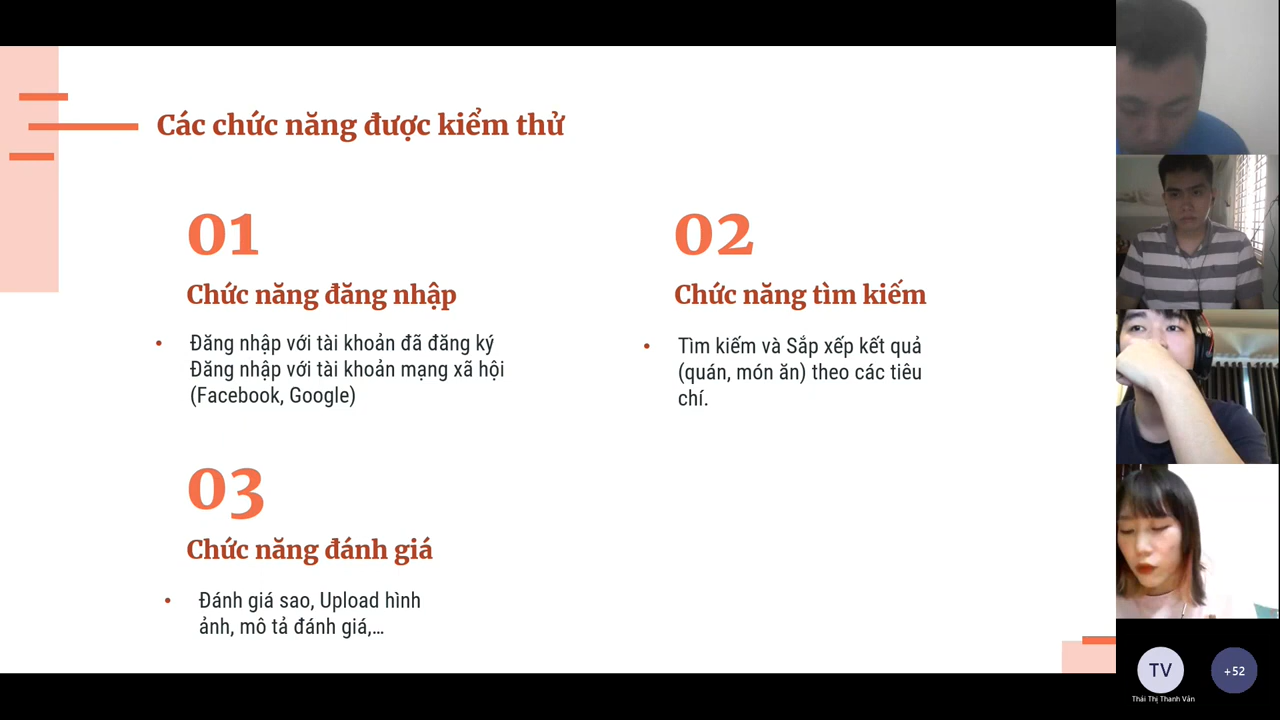 Các chức năng được kiểm thử
01
Chức năng đăng nhập
• Đăng nhập với tài khoản đã đăng ký
Đăng nhập với tài khoản mạng xã hội
(Facebook, Google)
02
Chức năng tìm kiếm
• Tìm kiếm và Sắp xếp kết quả
(quán, món ăn) theo các tiêu
chí.
03
Chức năng đánh giá
• Đánh giá sao, Upload hình
ảnh, mô tả đánh giá,...
TV
Thái Thị Thanh Vân
+52